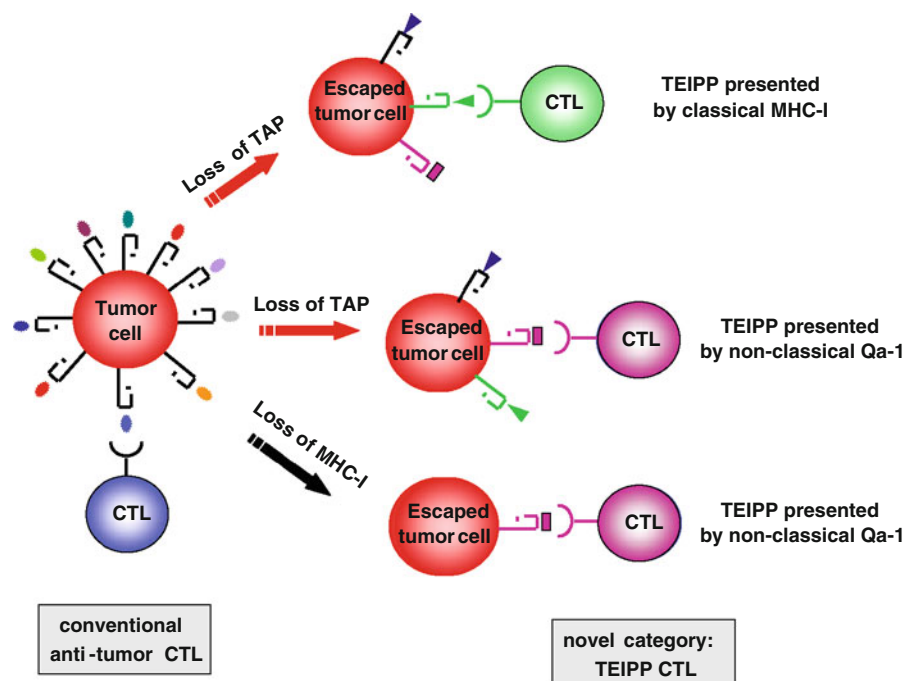 Escaped
tumor cell
CTL
TEIPP presented
by classical MHC-I
Loss of TAP
Tumor
cell
Loss of TAP
Escaped
tumor cell
CTL
TEIPP presented
by non-classical Qa-1
Loss of MHC-I
CTL
Escaped
tumor cell
CTL
TEIPP presented
by non-classical Qa-1
conventional
anti-tumor CTL
novel category:
TEIPP CTL